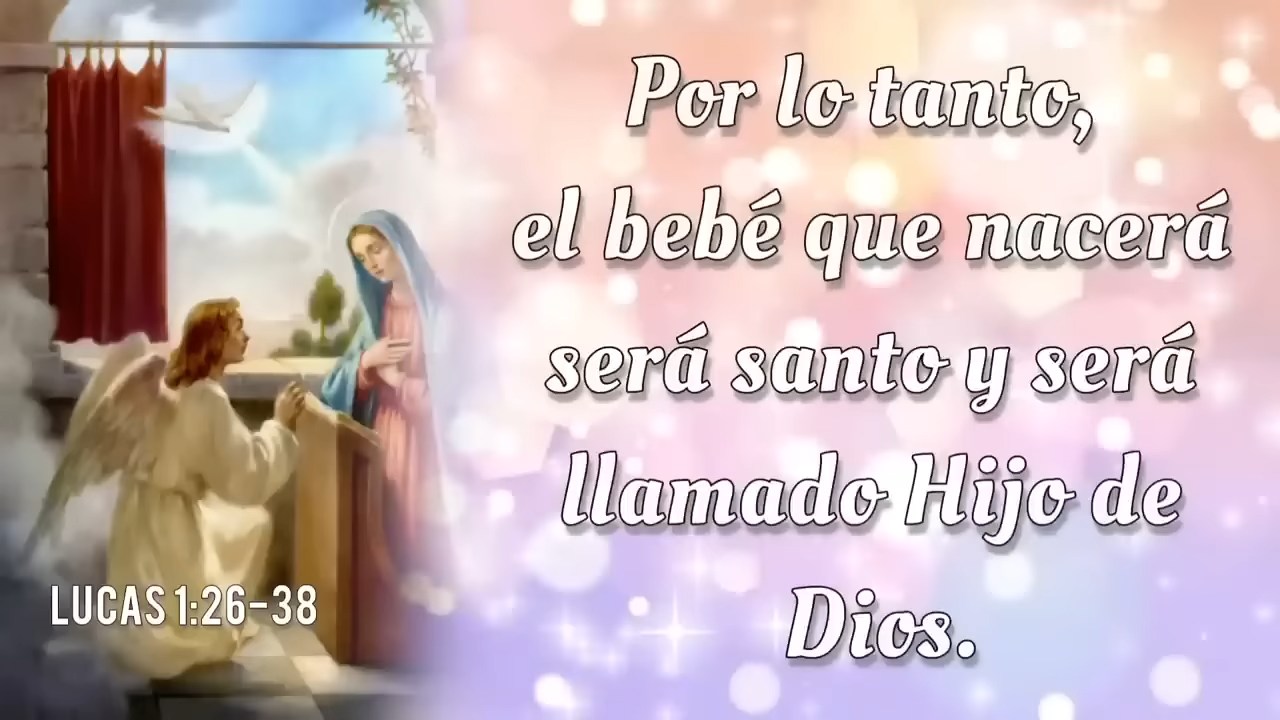 Por lo tanto,
el bebé que nacerá
será santo y será
llamado Hijo de
Dios.
LUCAS 1:26-38